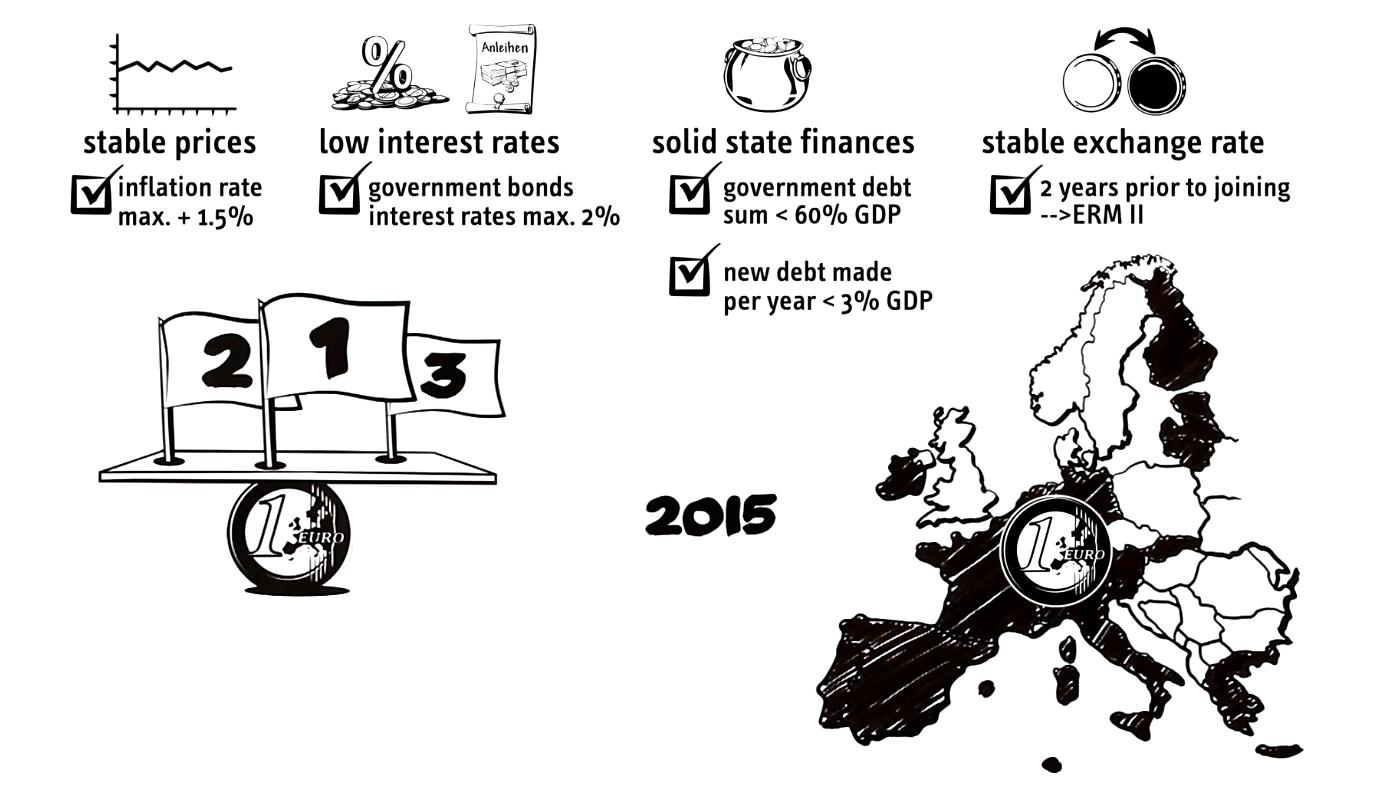 %
Anleihen
stable prices
inflation rate
max. + 1.5%
low interest rates
government bonds
interest rates max. 2%
solid state finances
government debt
sum < 60% GDP
new debt made
per year < 3% GDP
stable exchange rate
2 years prior to joining
-->ERM II
2
1
3
1 EURO
2015
1 EURO